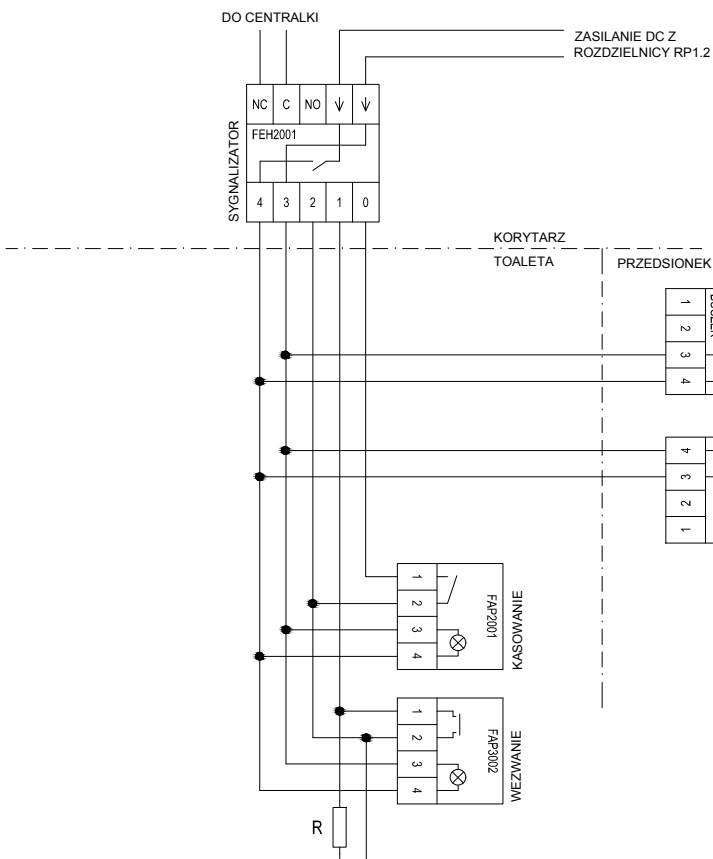 DO CENTRALKI
ZASILANIE DC Z
ROZDZIELNICY RP1.2
NC C NO
FEH2001
SYGNALIZATOR
4 3 2 1 0
KORYTARZ
TOALETA
PRZEDSIONEK
1
2
3
4
4
3
2
1
1
2
3
4
FAP2001
KASOWANIE
1
2
3
4
FAP3002
WEZWANIE
R